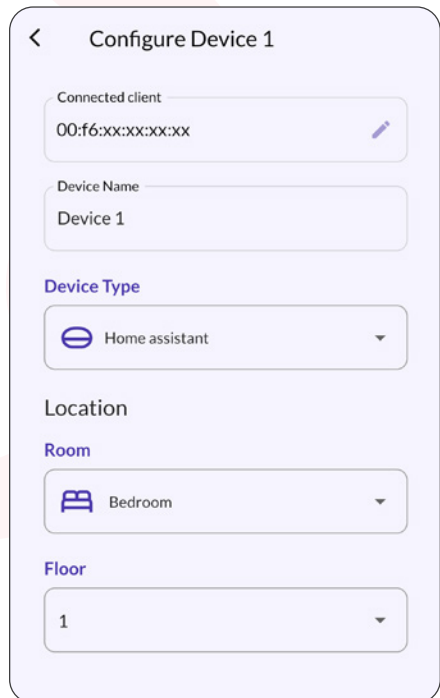 Configure Device 1
Connected client
00:f6:xx:xx:xx:xx
Device Name
Device 1
Device Type
Home assistant
Location
Room
Bedroom
Floor
1